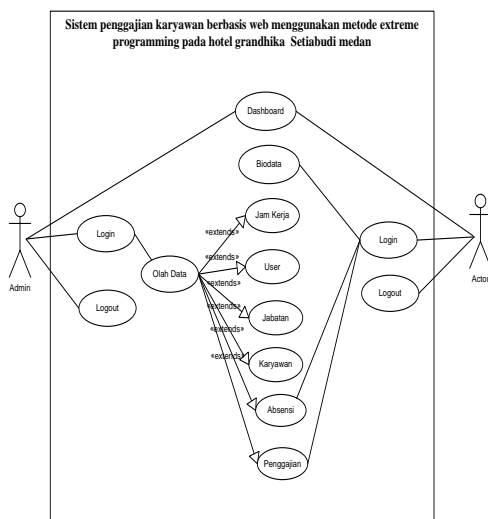 Sistem penggajian karyawan berbasis web menggunakan metode extreme
programming pada hotel grandhika Setiabudi medan
Dashboard
Biodata
Jam Kerja
«extends»
Login
Login
Olah Data
«extends»
User
Admin
Actor
«extends»
Logout
Logout
Jabatan
«extends»
«extends»
Karyawan
Absensi
Penggajian